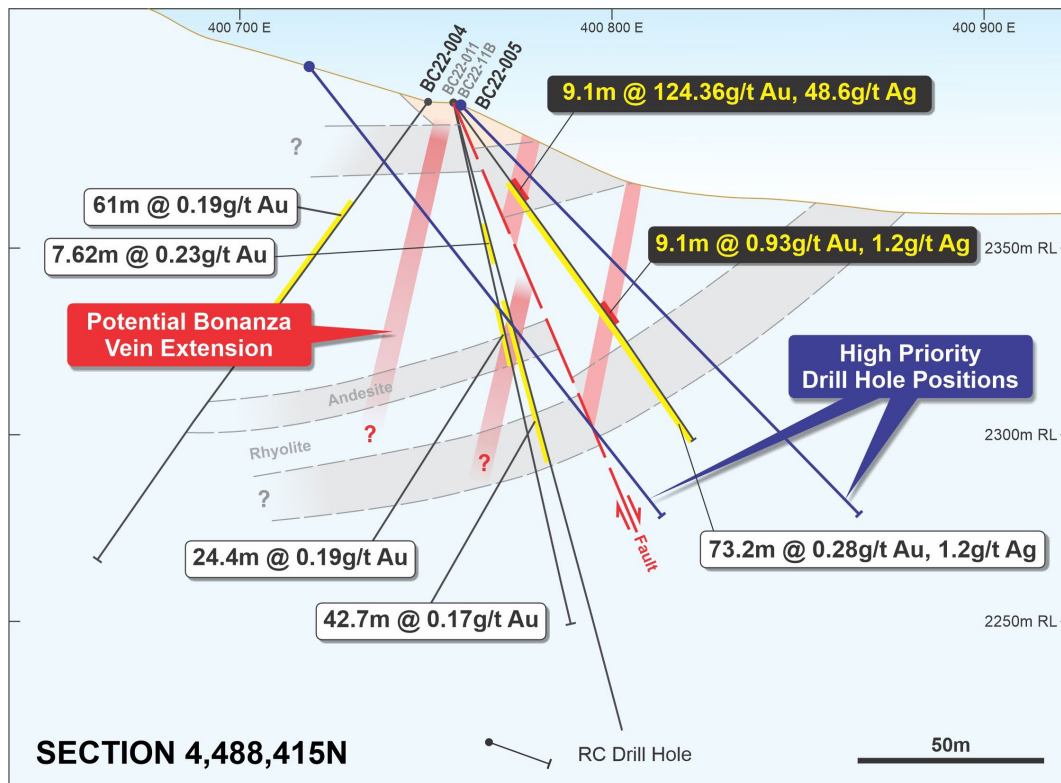 400 700 E
400 800 E
400 900 E
BC22-004
BC22-011
BC22-11B
BC22-005
9.1m @ 124.36g/t Au, 48.6g/t Ag
?
61m @ 0.19g/t Au
7.62m @ 0.23g/t Au
9.1m @ 0.93g/t Au, 1.2g/t Ag
2350m RL
Potential Bonanza
Vein Extension
High Priority
Drill Hole Positions
Andesite
?
Rhyolite
2300m RL
?
?
24.4m @ 0.19g/t Au
Fault
73.2m @ 0.28g/t Au, 1.2g/t Ag
42.7m @ 0.17g/t Au
2250m RL
SECTION 4,488,415N
RC Drill Hole
50m